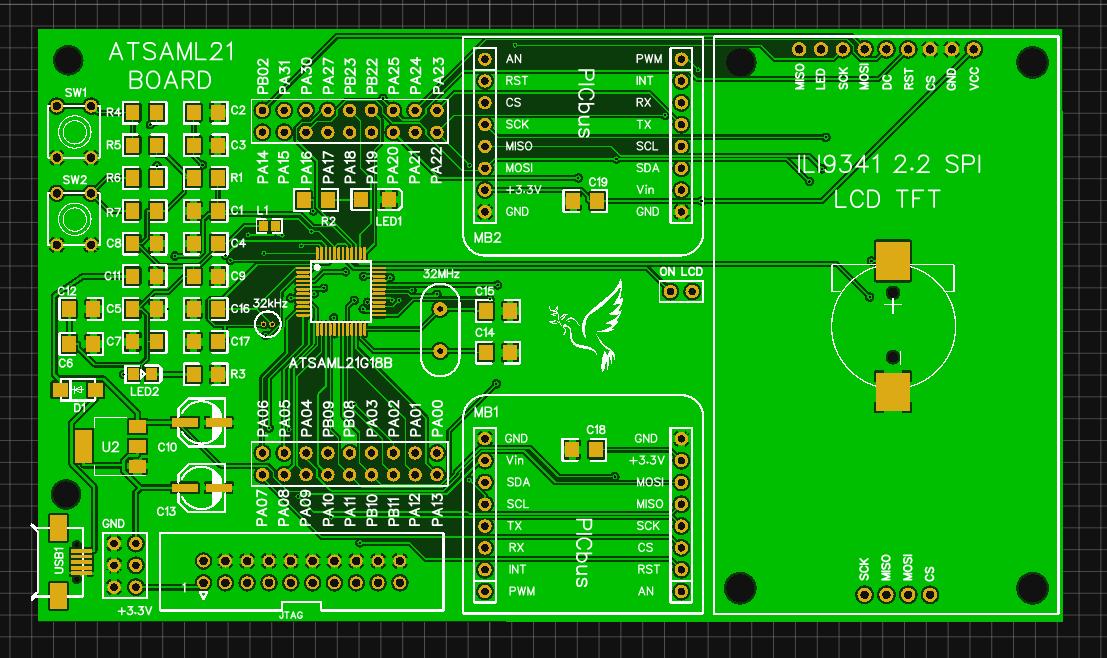 ATSAML21
BOARD
SW1
R4
C2
R5
C3
R6
R1
SW2
R7
C1
C8
C4
C11
C9
C12
C5
C16
C7
C17
C6
LED2
R3
D1
U2
C10
C13
GND
USB1
+3.3V
PB02 PA31 PA30 PA27 PB23 PB22 PA25 PA24 PA23
PA14 PA15 PA16 PA17 PA18 PA19 PA20 PA21 PA22
L1
R2
LED1
32kHz
32MHz
C15
C14
ATSAML21G18B
PA06 PA05 PA04 PB09 PB08 PA03 PA02 PA01 PA00
PA07 PA08 PA09 PA10 PA11 PB10 PB11 PA12 PA13
1
JTAG
AN PWM
RST INT
CS RX
SCK TX
MISO SCL
MOSI SDA
+3.3V Vin
GND GND
PICbus
C19
MB2
ON LCD
MB1
GND GND
Vin +3.3V
SDA MOSI
SCL MISO
TX SCK
RX CS
INT RST
PWM AN
PICbus
C18
MISO LED SCK MOSI DC RST CS GND VCC
ILI9341 2.2 SPI
LCD TFT
+
SCK MISO MOSI CS